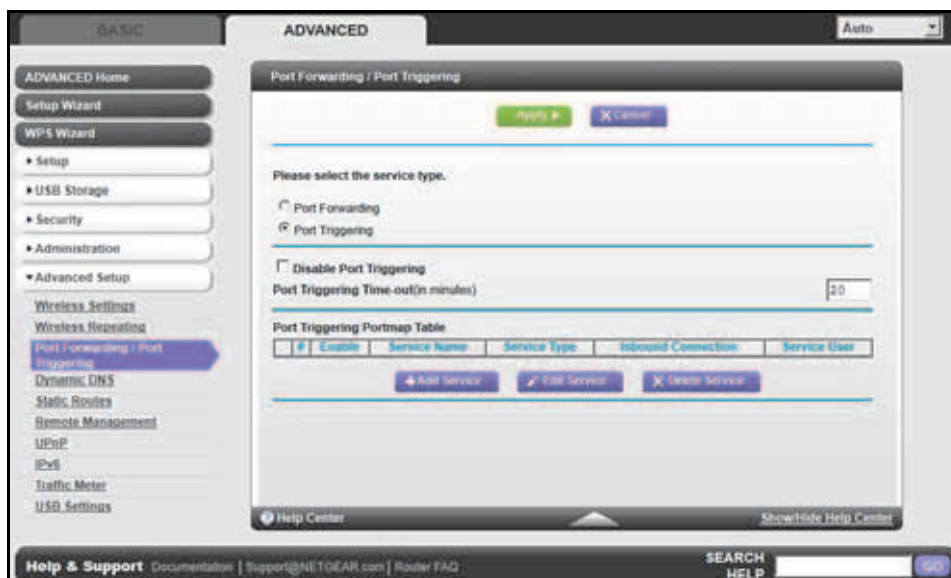 BASIC
ADVANCED
Auto
ADVANCED Home
Setup Wizard
WPS Wizard
Setup
USB Storage
Security
Administration
Advanced Setup
Wireless Settings
Wireless Repeating
Port Forwarding / Port
Triggering
Dynamic DNS
Static Routes
Remote Management
UPnP
IPv6
Traffic Meter
USB Settings
Port Forwarding / Port Triggering
Apply
X Cancel
Please select the service type.
Port Forwarding
Port Triggering
Disable Port Triggering
Port Triggering Time-out(in minutes)
20
Port Triggering Portmap Table
# Enable Service Name Service Type Inbound Connection Service User
+Add Service Edit Service X Delete Service
Help Center
Show/Hide Help Center
Help & Support Documentation | Support@NETGEAR.com | Router FAQ
SEARCH
HELP
GO